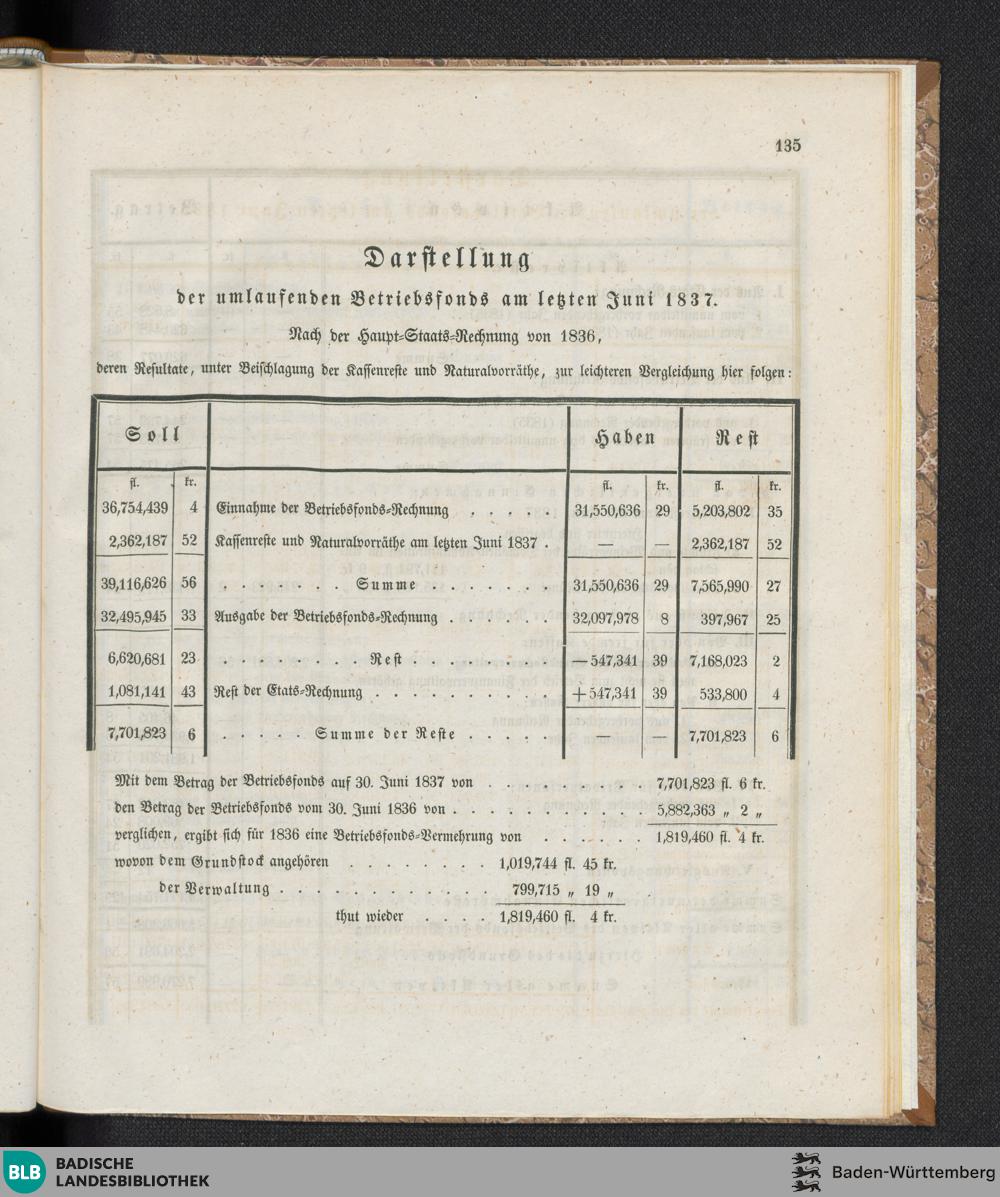 135
Darstellung
der umlaufenden Betriebsfonds am letzten Juni 1837.
Nach der Haupt-Staats-Rechnung von 1836,
deren Resultate, unter Beischlagung der Kassenreste und Naturalvorräthe, zur leichteren Vergleichung hier folgen:
Soll Haben Rest
fl. kr. fl. kr. fl. kr.
36,754,439 4 Einnahme der Betriebsfonds-Rechnung . . . . . 31,550,636 29 5,203,802 35
2,362,187 52 Kassenreste und Naturalvorräthe am letzten Juni 1837 . — — 2,362,187 52
39,116,626 56 . . . . . . Summe . . . . . . . 31,550,636 29 7,565,990 27
32,495,945 33 Ausgabe der Betriebsfonds-Rechnung . . . . . . 32,097,978 8 397,967 25
6,620,681 23 . . . . . . . . Rest . . . . . . . . —547,341 39 7,168,023 2
1,081,141 43 Rest der Etats-Rechnung . . . . . . . . . . +547,341 39 533,800 4
7,701,823 6 . . . . . Summe der Reste . . . . . — — 7,701,823 6
Mit dem Betrag der Betriebsfonds auf 30. Juni 1837 von . . . . . . . . . 7,701,823 fl. 6 kr.
den Betrag der Betriebsfonds vom 30. Juni 1836 von . . . . . . . . . . . 5,882,363 „ 2 „
verglichen, ergibt sich für 1836 eine Betriebsfonds-Vermehrung von . . . . . . 1,819,460 fl. 4 kr.
wovon dem Grundstock angehören . . . . . . . . 1,019,744 fl. 45 kr.
der Verwaltung . . . . . . . . . . . . 799,715 „ 19 „
thut wieder . . . . 1,819,460 fl. 4 kr.
BLB BADISCHE
LANDESBIBLIOTHEK
Baden-Württemberg